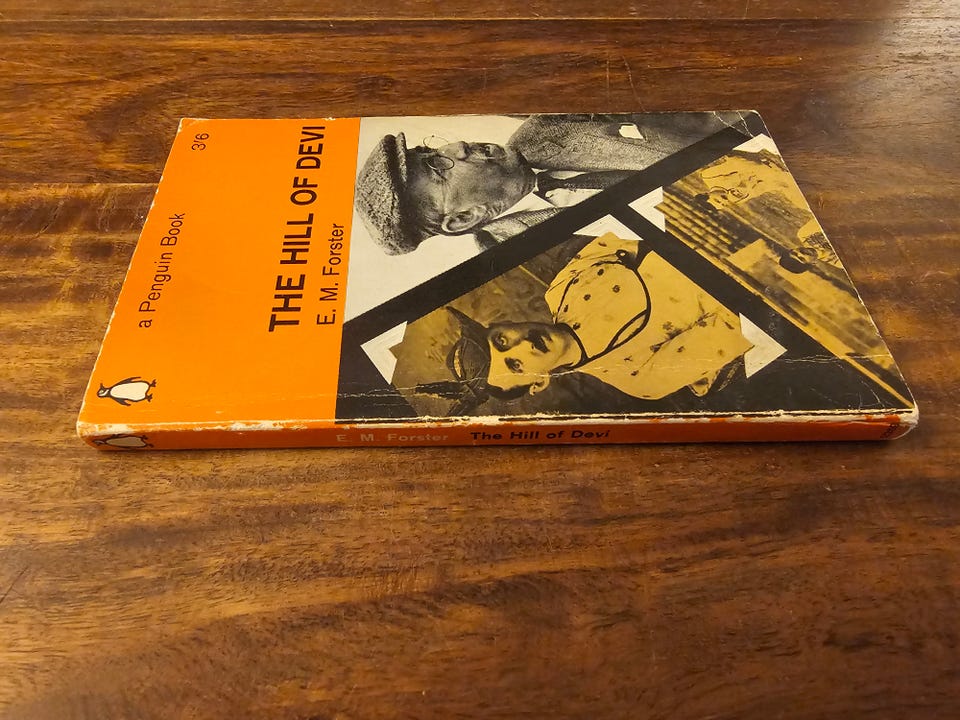 a Penguin Book 3'6
THE HILL OF DEVI
E. M. Forster
E. M. Forster The Hill of Devi